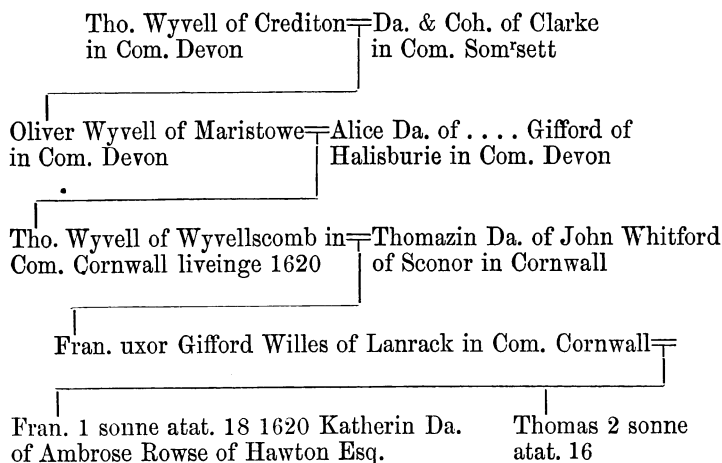 Tho. Wyvell of Crediton Da. & Coh. of Clarke
in Com. Devon in Com. Somrsett
Oliver Wyvell of Maristowe Alice Da. of .... Gifford of
in Com. Devon Halisburie in Com. Devon
Tho. Wyvell of Wyvellscomb in Thomazin Da. of John Whitford
Com. Cornwall liveinge 1620 of Sconor in Cornwall
Fran. uxor Gifford Willes of Lanrack in Com. Cornwall
Fran. 1 sonne atat. 18 1620 Katherin Da. Thomas 2 sonne
of Ambrose Rowse of Hawton Esq. atat. 16